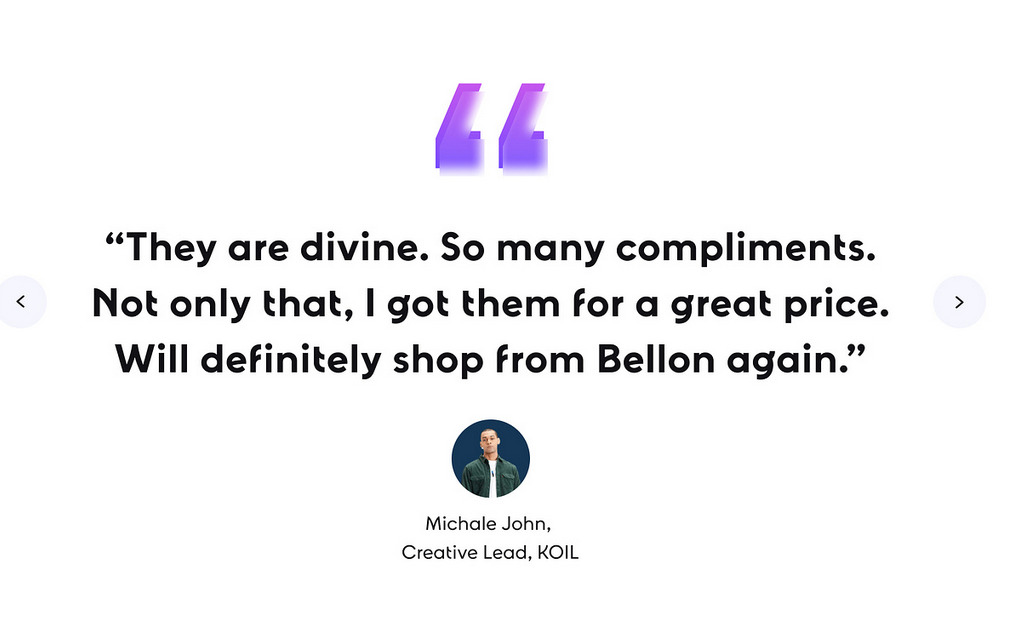 “They are divine. So many compliments.
Not only that, I got them for a great price.
Will definitely shop from Bellon again.”
Michale John,
Creative Lead, KOIL